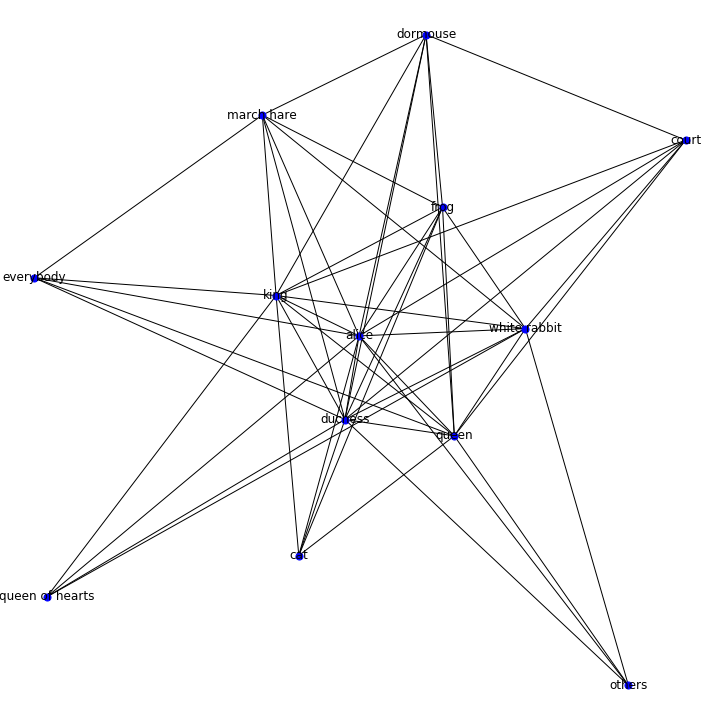 dormouse
march hare
court
frog
everybody
king
white rabbit
alice
duchess
queen
cat
queen of hearts
others